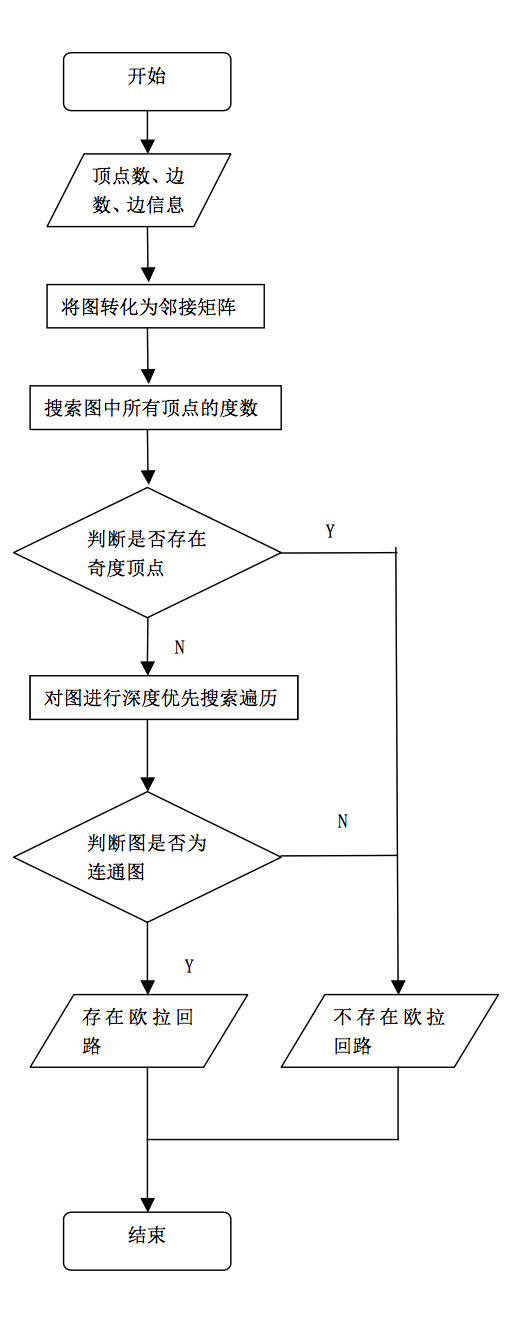 开始
顶点数、边
数、边信息
将图转化为邻接矩阵
搜索图中所有顶点的度数
Y
判断是否存在
奇度顶点
N
对图进行深度优先搜索遍历
N
判断图是否为
连通图
Y
存在欧拉回
路
不存在欧拉
回路
结束